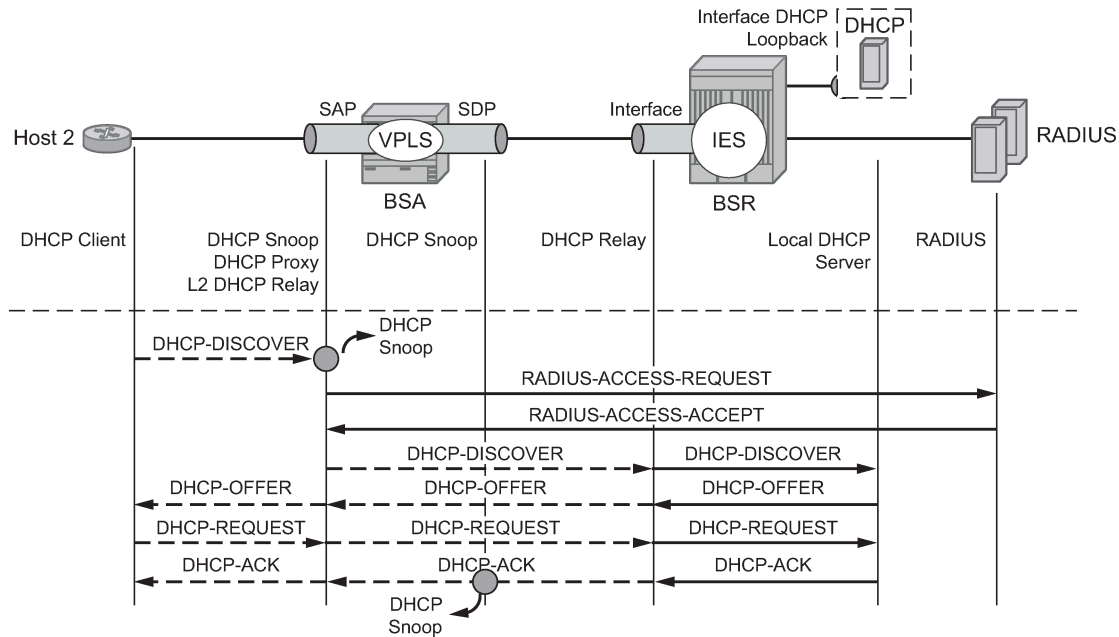 Interface DHCP
Loopback
DHCP
SAP
SDP
Interface
Host 2
VPLS
IES
RADIUS
BSA
BSR
DHCP Client
DHCP Snoop
DHCP Proxy
L2 DHCP Relay
DHCP Snoop
DHCP Relay
Local DHCP
Server
RADIUS
DHCP-DISCOVER
DHCP
Snoop
RADIUS-ACCESS-REQUEST
RADIUS-ACCESS-ACCEPT
DHCP-DISCOVER
DHCP-DISCOVER
DHCP-OFFER
DHCP-OFFER
DHCP-OFFER
DHCP-REQUEST
DHCP-REQUEST
DHCP-REQUEST
DHCP-ACK
DHCP-ACK
DHCP-ACK
DHCP
Snoop